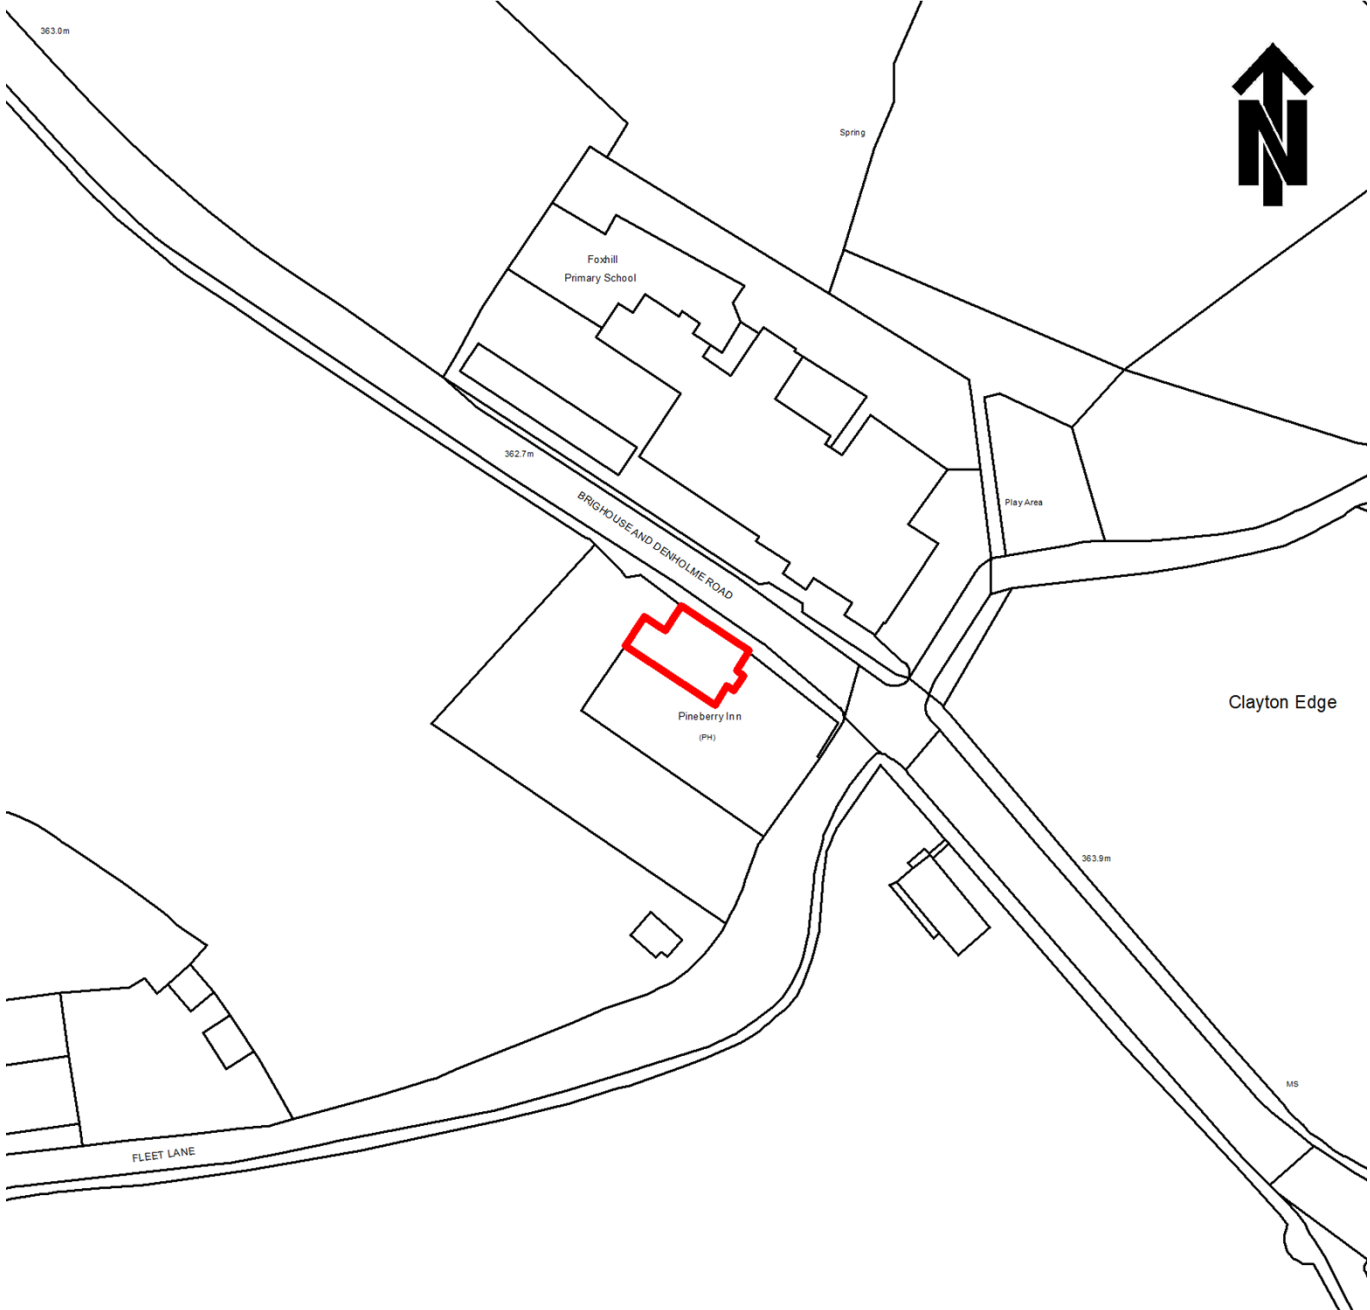 363.0m
N
Spring
Foxhill
Primary School
362.7m
Play Area
BRIGHOUSE AND DENHOLME ROAD
Clayton Edge
Pineberry Inn
(PH)
363.9m
MS
FLEET LANE